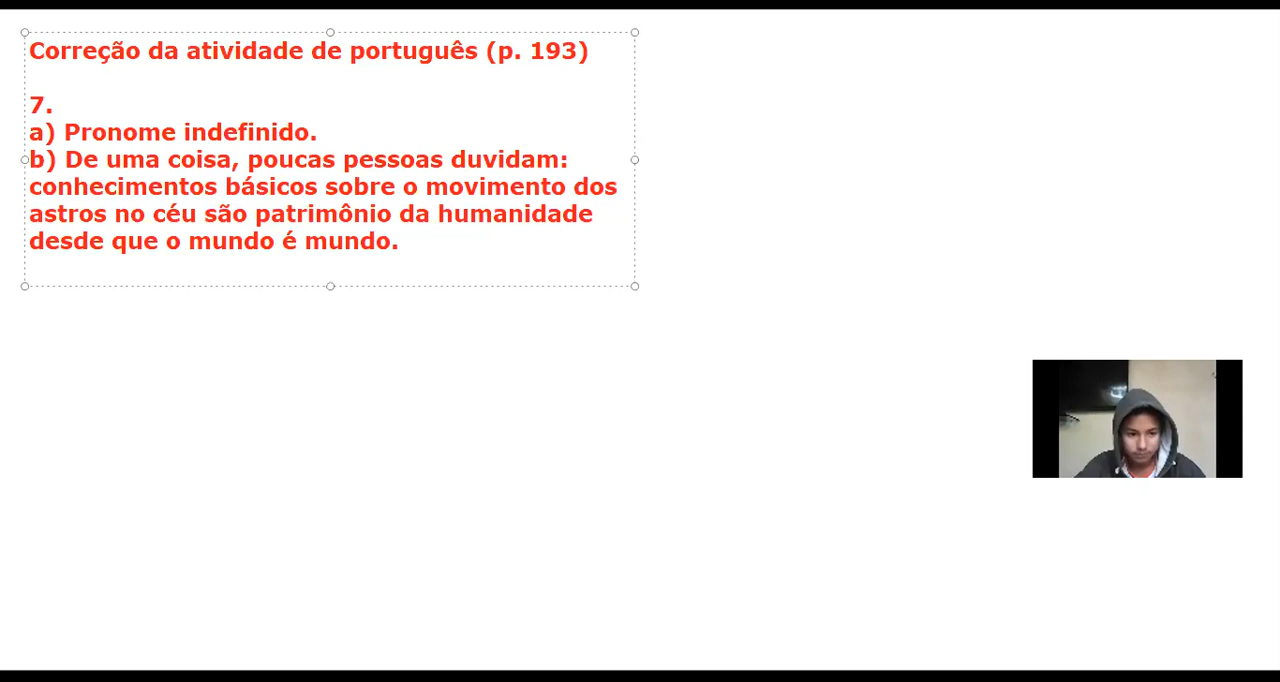 Correção da atividade de português (p. 193)
7.
a) Pronome indefinido.
b) De uma coisa, poucas pessoas duvidam:
conhecimentos básicos sobre o movimento dos
astros no céu são patrimônio da humanidade
desde que o mundo é mundo.